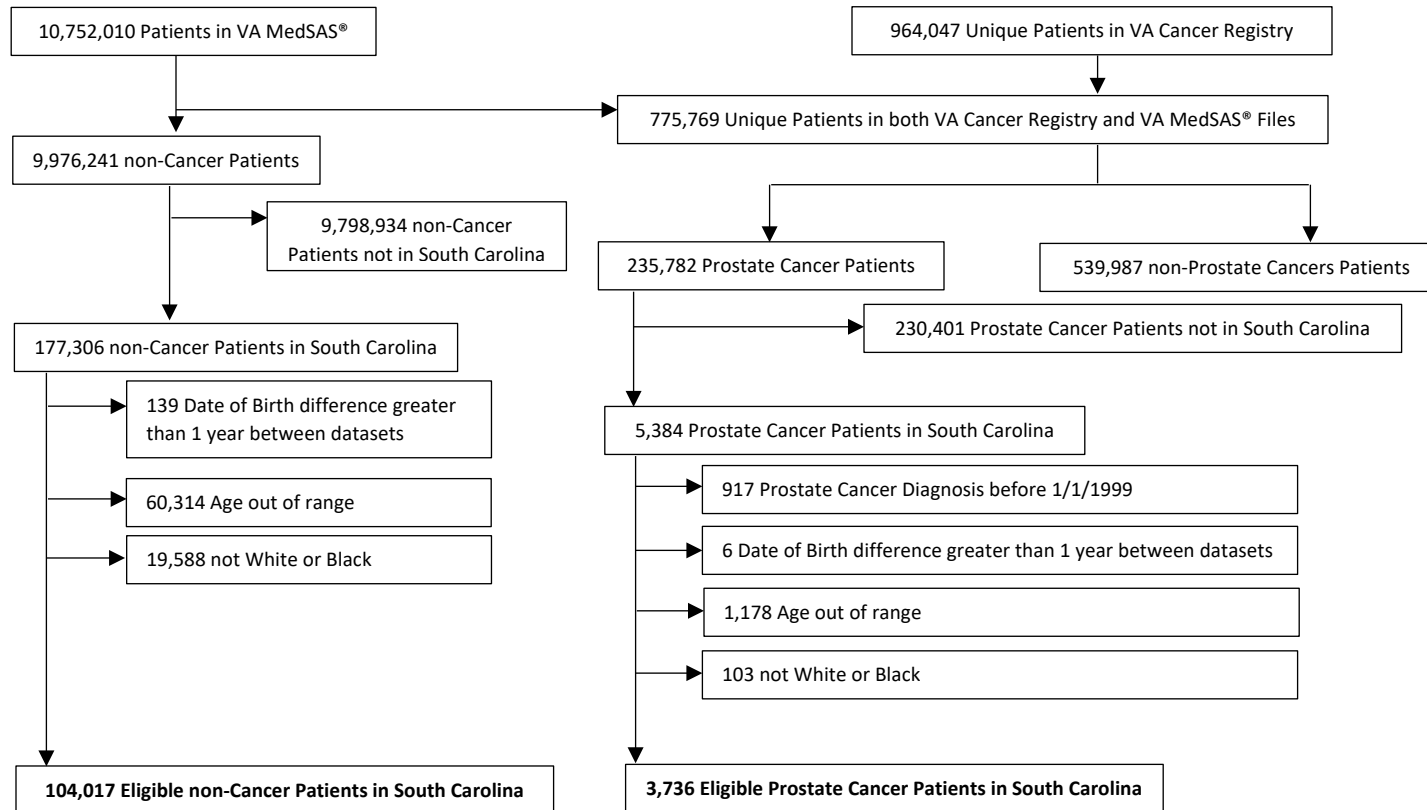 10,752,010 Patients in VA MedSAS®
964,047 Unique Patients in VA Cancer Registry
775,769 Unique Patients in both VA Cancer Registry and VA MedSAS® Files
9,976,241 non-Cancer Patients
9,798,934 non-Cancer
Patients not in South Carolina
235,782 Prostate Cancer Patients
539,987 non-Prostate Cancers Patients
230,401 Prostate Cancer Patients not in South Carolina
177,306 non-Cancer Patients in South Carolina
139 Date of Birth difference greater
than 1 year between datasets
5,384 Prostate Cancer Patients in South Carolina
917 Prostate Cancer Diagnosis before 1/1/1999
60,314 Age out of range
6 Date of Birth difference greater than 1 year between datasets
19,588 not White or Black
1,178 Age out of range
103 not White or Black
104,017 Eligible non-Cancer Patients in South Carolina
3,736 Eligible Prostate Cancer Patients in South Carolina